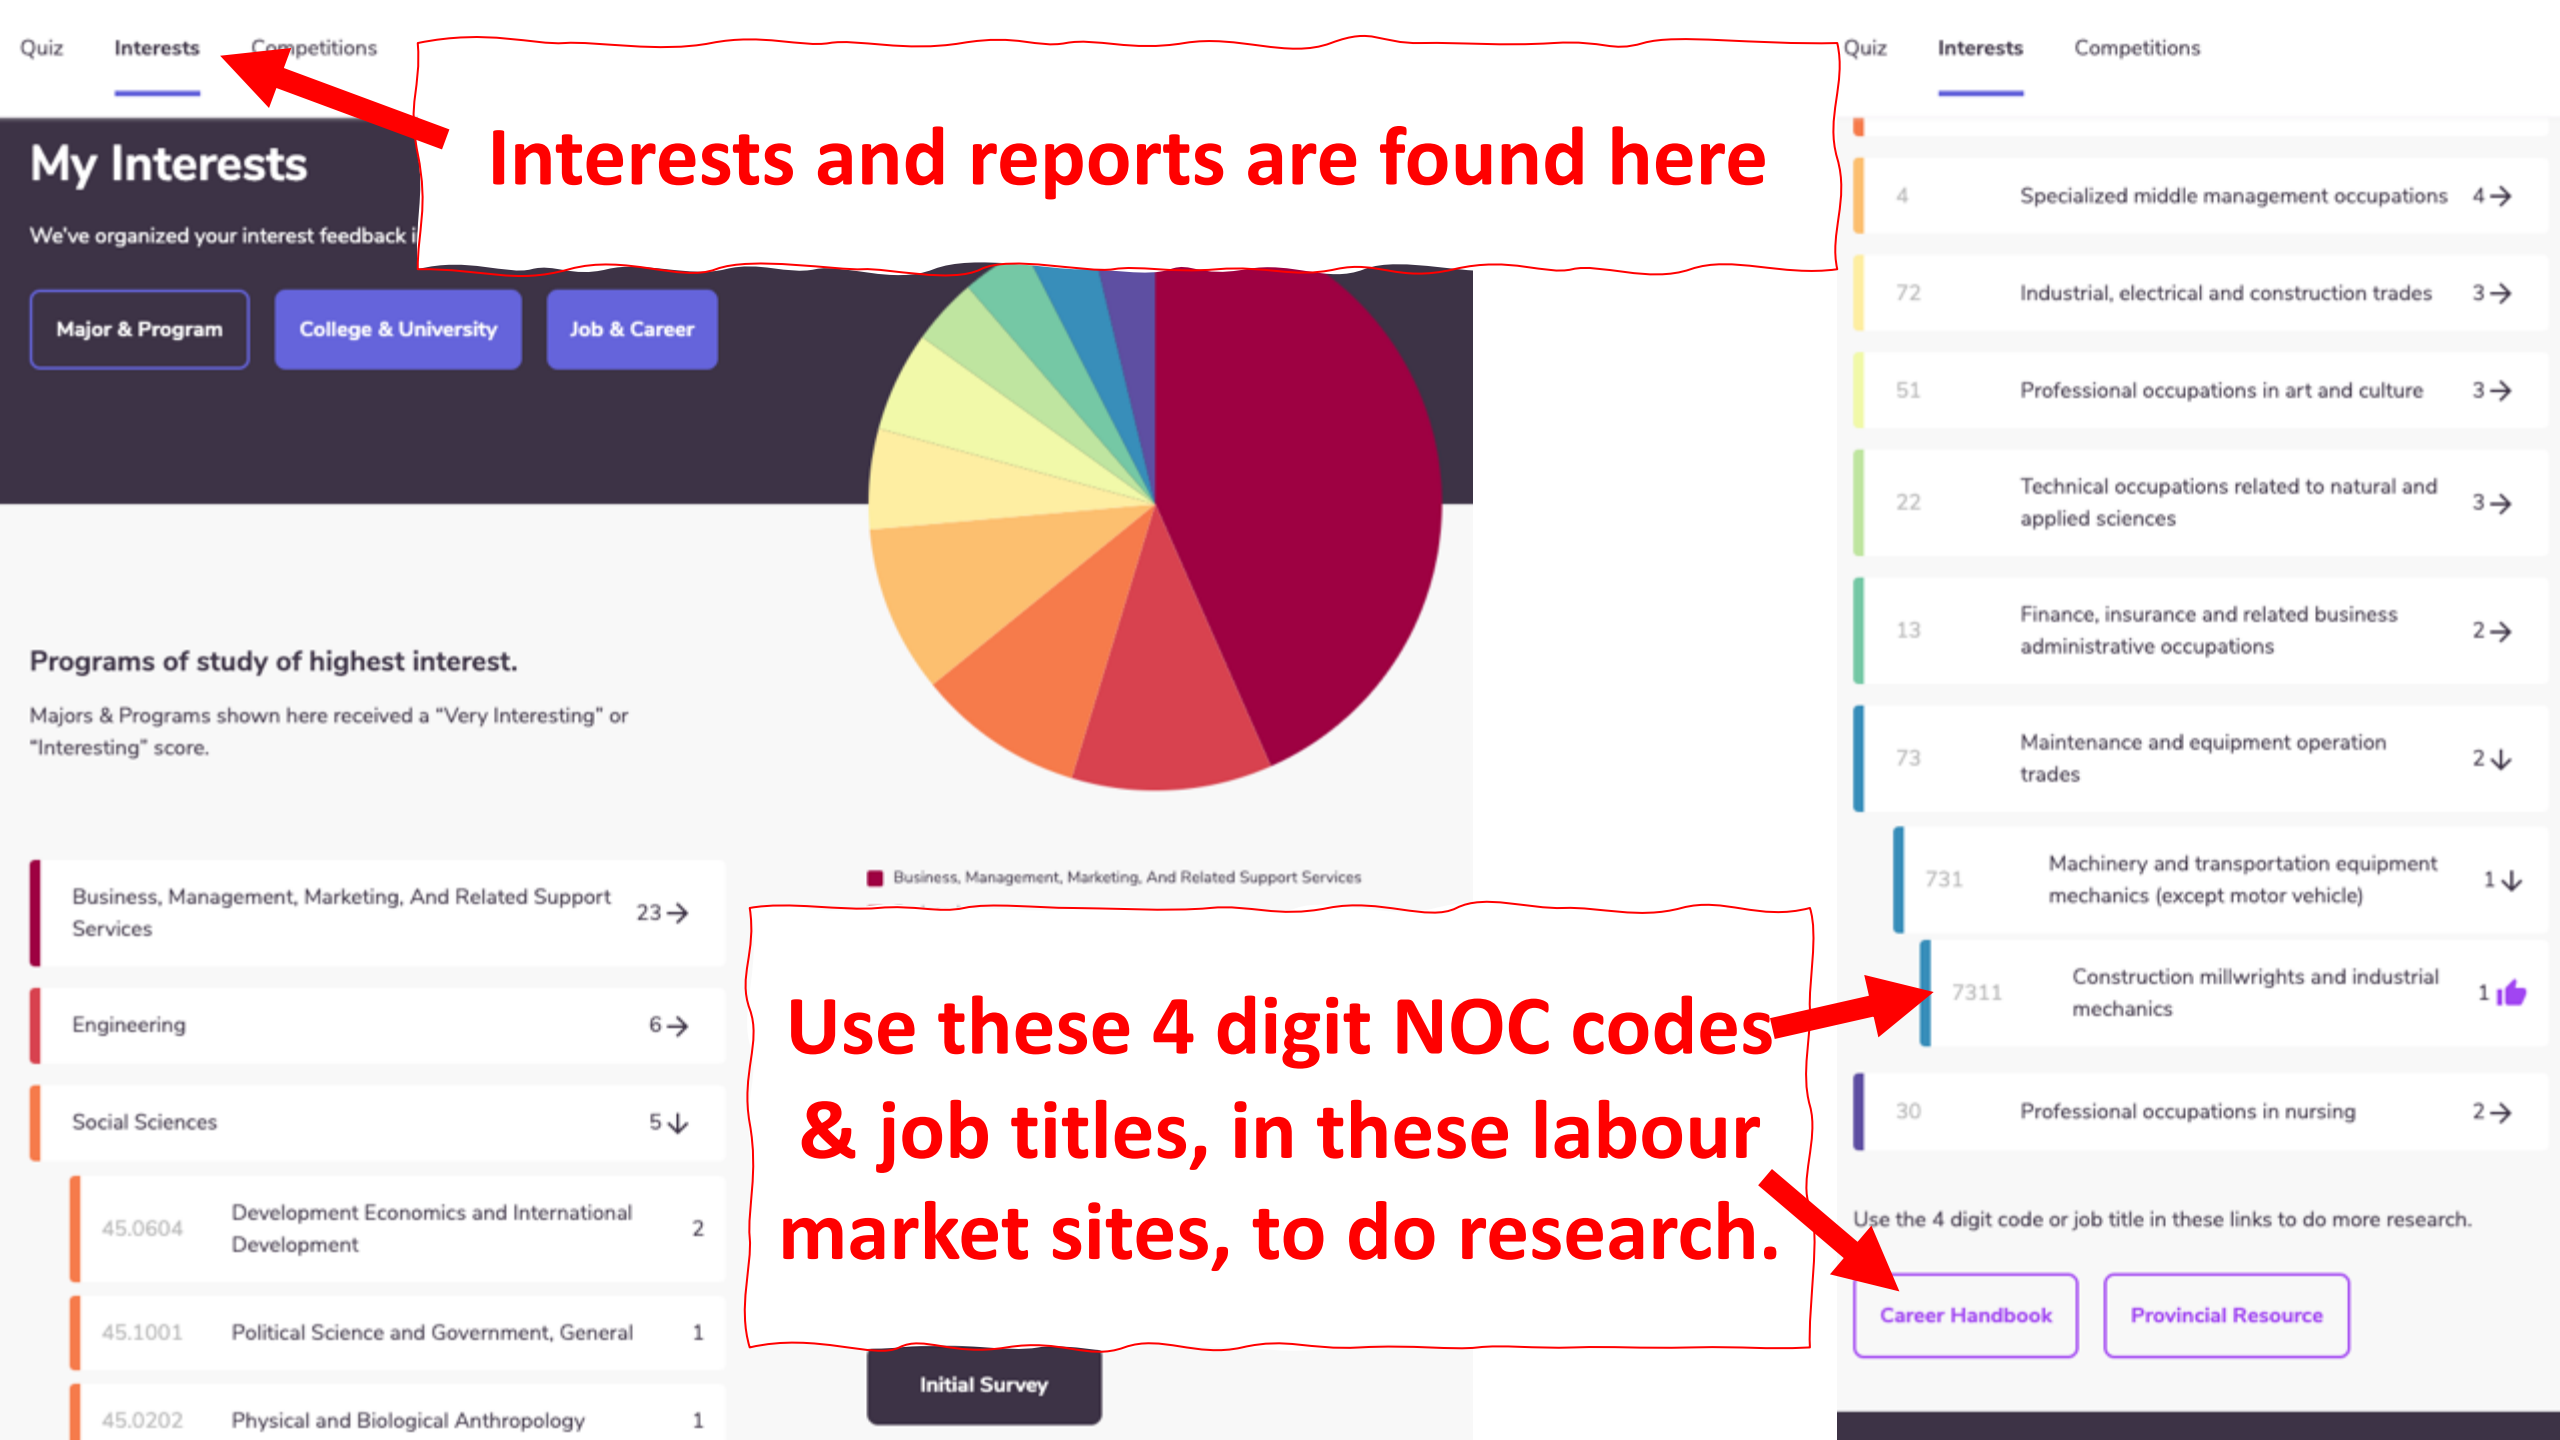 Quiz
Interests
Competitions
My Interests
We've organized your interest feedback
Major & Program
College & University
Job & Career
Programs of study of highest interest.
Majors & Programs shown here received a “Very Interesting” or
“Interesting” score.
Business, Management, Marketing, And Related Support
Services
23
Engineering
6
Social Sciences
5
45.0604
Development Economics and International
Development
2
45.1001
Political Science and Government, General
1
45.0202
Physical and Biological Anthropology
1
Interests and reports are found here
Business, Management, Marketing, And Related Support Services
Use these 4 digit NOC codes
& job titles, in these labour
market sites, to do research.
Initial Survey
Quiz
Interests
Competitions
4
Specialized middle management occupations
4
72
Industrial, electrical and construction trades
3
51
Professional occupations in art and culture
3
22
Technical occupations related to natural and
applied sciences
3
13
Finance, insurance and related business
administrative occupations
2
73
Maintenance and equipment operation
trades
2
731
Machinery and transportation equipment
mechanics (except motor vehicle)
1
7311
Construction millwrights and industrial
mechanics
1
30
Professional occupations in nursing
2
Use the 4 digit code or job title in these links to do more research.
Career Handbook
Provincial Resource